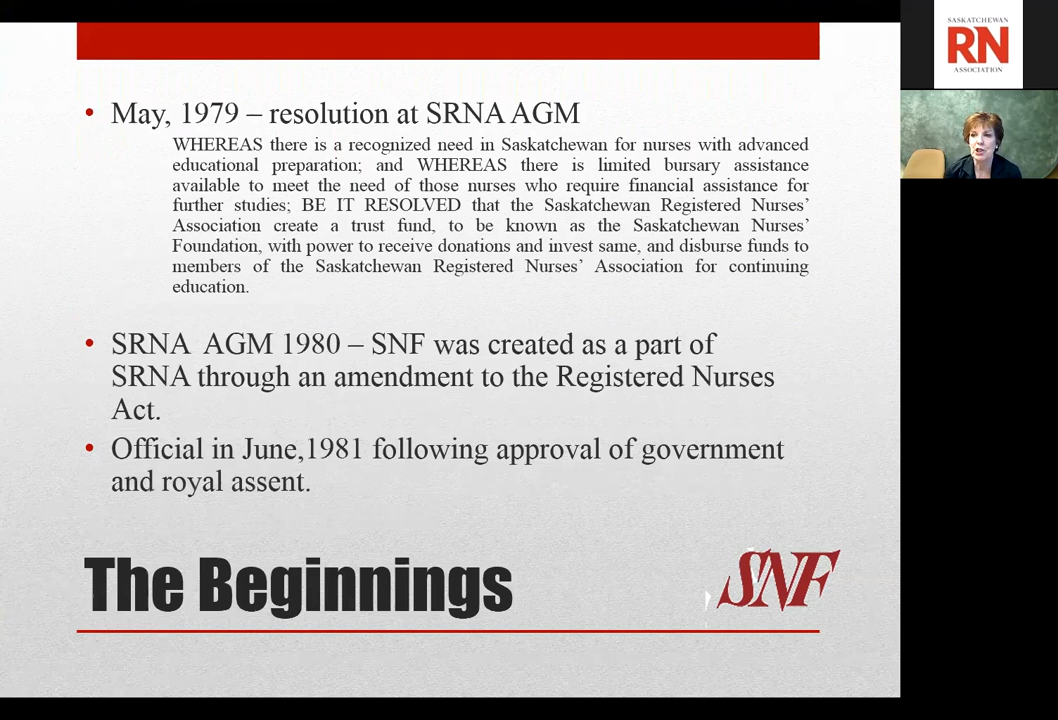 • May, 1979 – resolution at SRNA AGM
WHEREAS there is a recognized need in Saskatchewan for nurses with advanced
educational preparation; and WHEREAS there is limited bursary assistance
available to meet the need of those nurses who require financial assistance for
further studies; BE IT RESOLVED that the Saskatchewan Registered Nurses’
Association create a trust fund, to be known as the Saskatchewan Nurses’
Foundation, with power to receive donations and invest same, and disburse funds to
members of the Saskatchewan Registered Nurses’ Association for continuing
education.
• SRNA AGM 1980 – SNF was created as a part of
SRNA through an amendment to the Registered Nurses
Act.
• Official in June,1981 following approval of government
and royal assent.
The Beginnings
SNF
SASKATCHEWAN
RN
ASSOCIATION